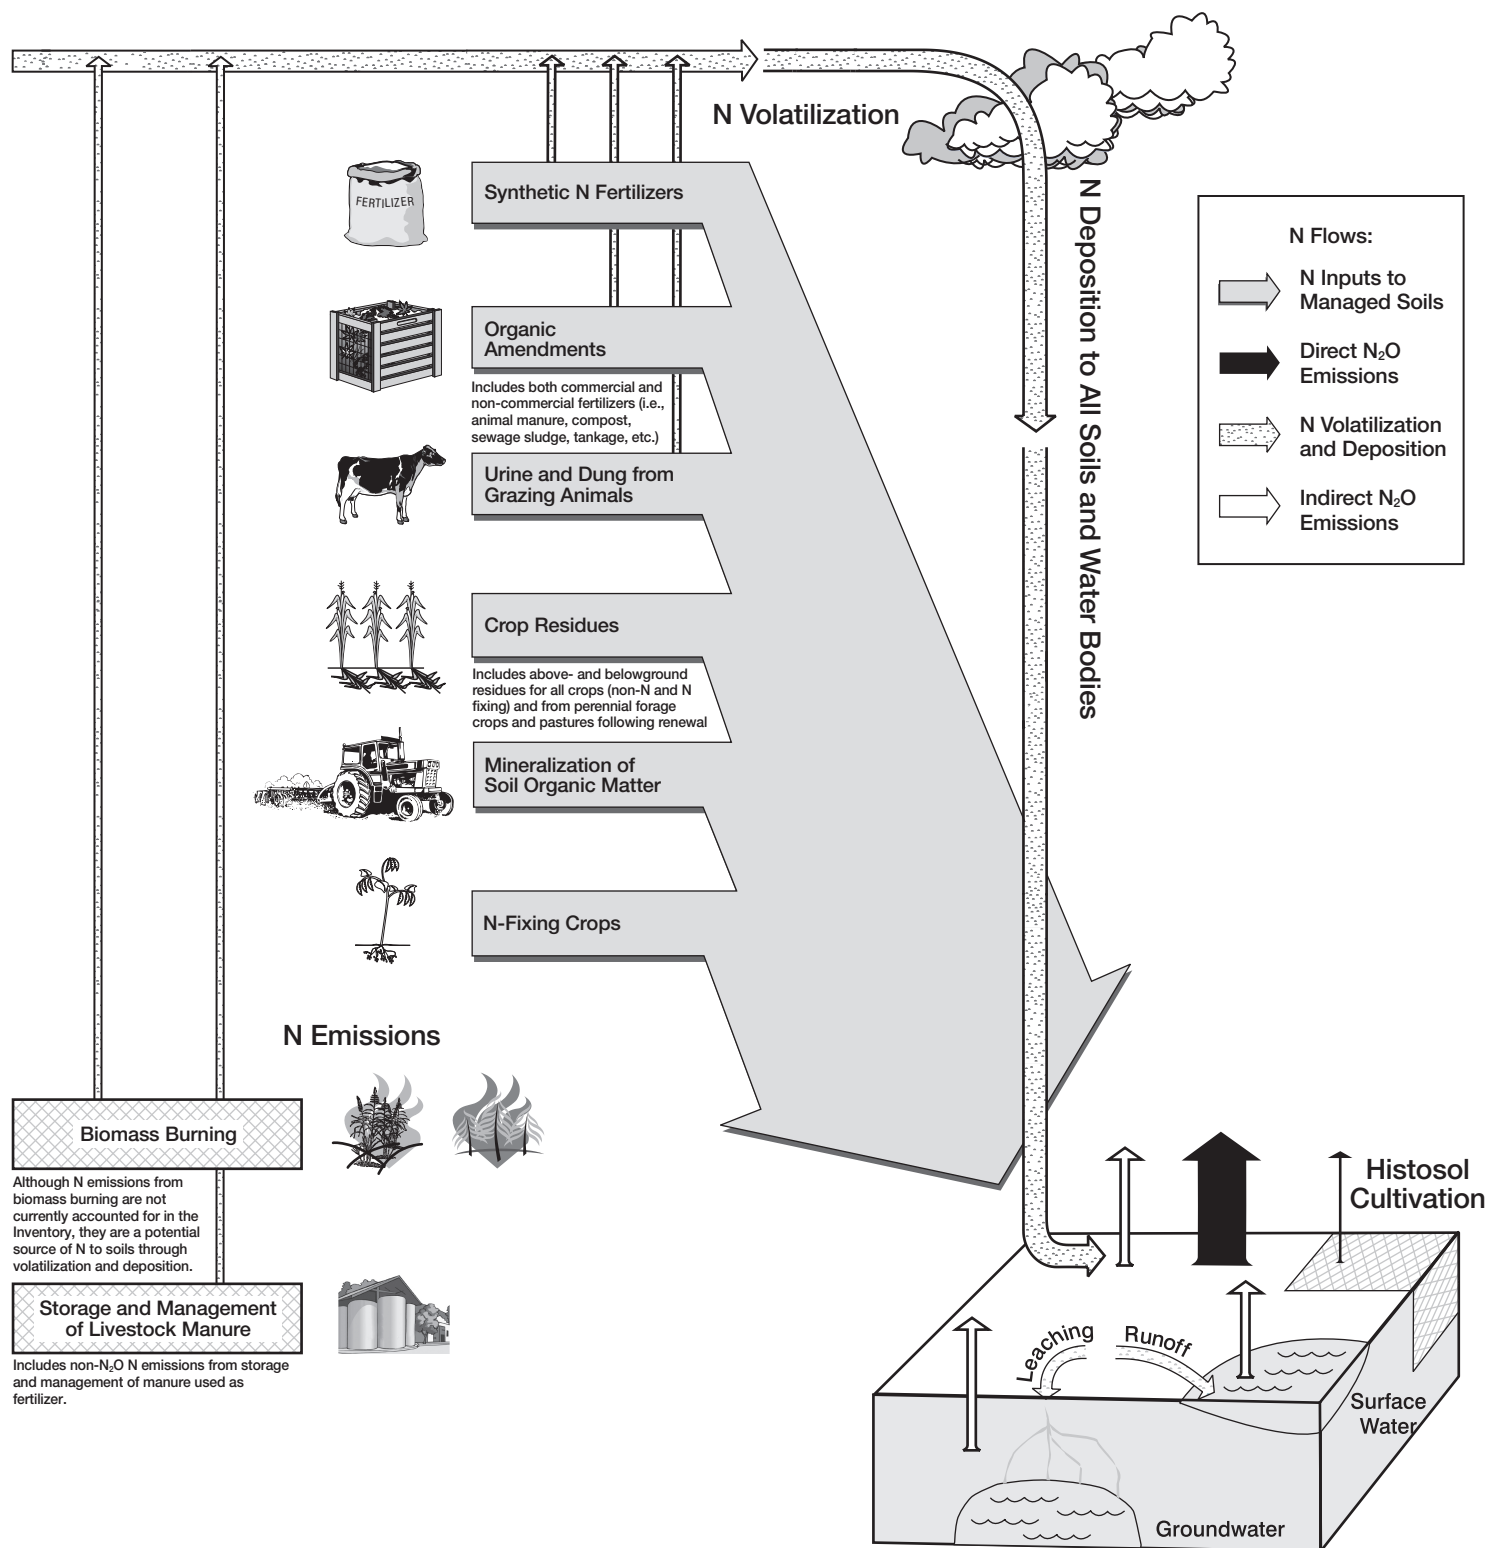 N Volatilization
FERTILIZER
Synthetic N Fertilizers
Organic
Amendments
Includes both commercial and
non-commercial fertilizers (i.e.,
animal manure, compost,
sewage sludge, tankage, etc.)
Urine and Dung from
Grazing Animals
Crop Residues
Includes above- and belowground
residues for all crops (non-N and N
fixing) and from perennial forage
crops and pastures following renewal
Mineralization of
Soil Organic Matter
N-Fixing Crops
N Deposition to All Soils and Water Bodies
N Flows:
N Inputs to
Managed Soils
Direct N₂O
Emissions
N Volatilization
and Deposition
Indirect N₂O
Emissions
N Emissions
Biomass Burning
Although N emissions from
biomass burning are not
currently accounted for in the
Inventory, they are a potential
source of N to soils through
volatilization and deposition.
Storage and Management
of Livestock Manure
Includes non-N₂O N emissions from storage
and management of manure used as
fertilizer.
Histosol
Cultivation
Leaching
Runoff
Surface
Water
Groundwater